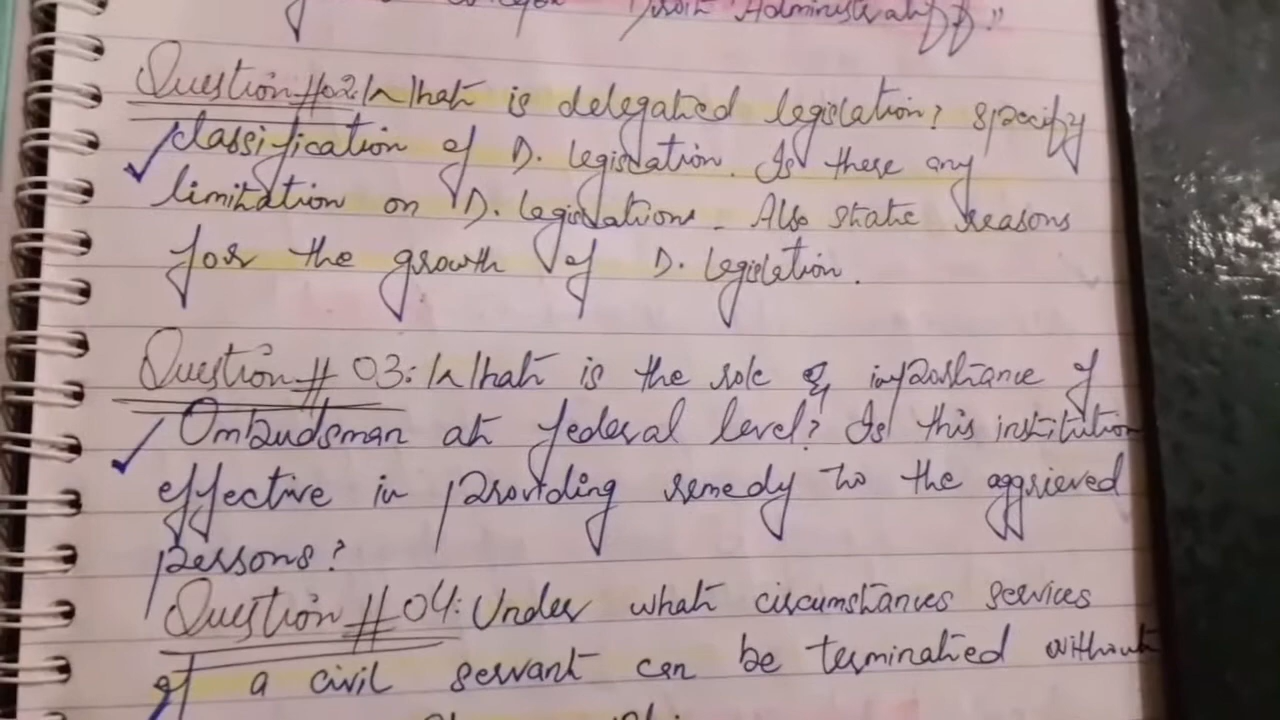 Droit Administratif."
Question#02: What is delegated legislation? Specify
classification of D. legislation. Is there any
limitation on D. legislations. Also state reasons
for the growth of D. legislation.
Question # 03: What is the role & importance of
Ombudsman at federal level? Is this institution
effective in providing remedy to the aggrieved
persons?
Question #04: Under what circumstances services
of a civil servant can be terminated without